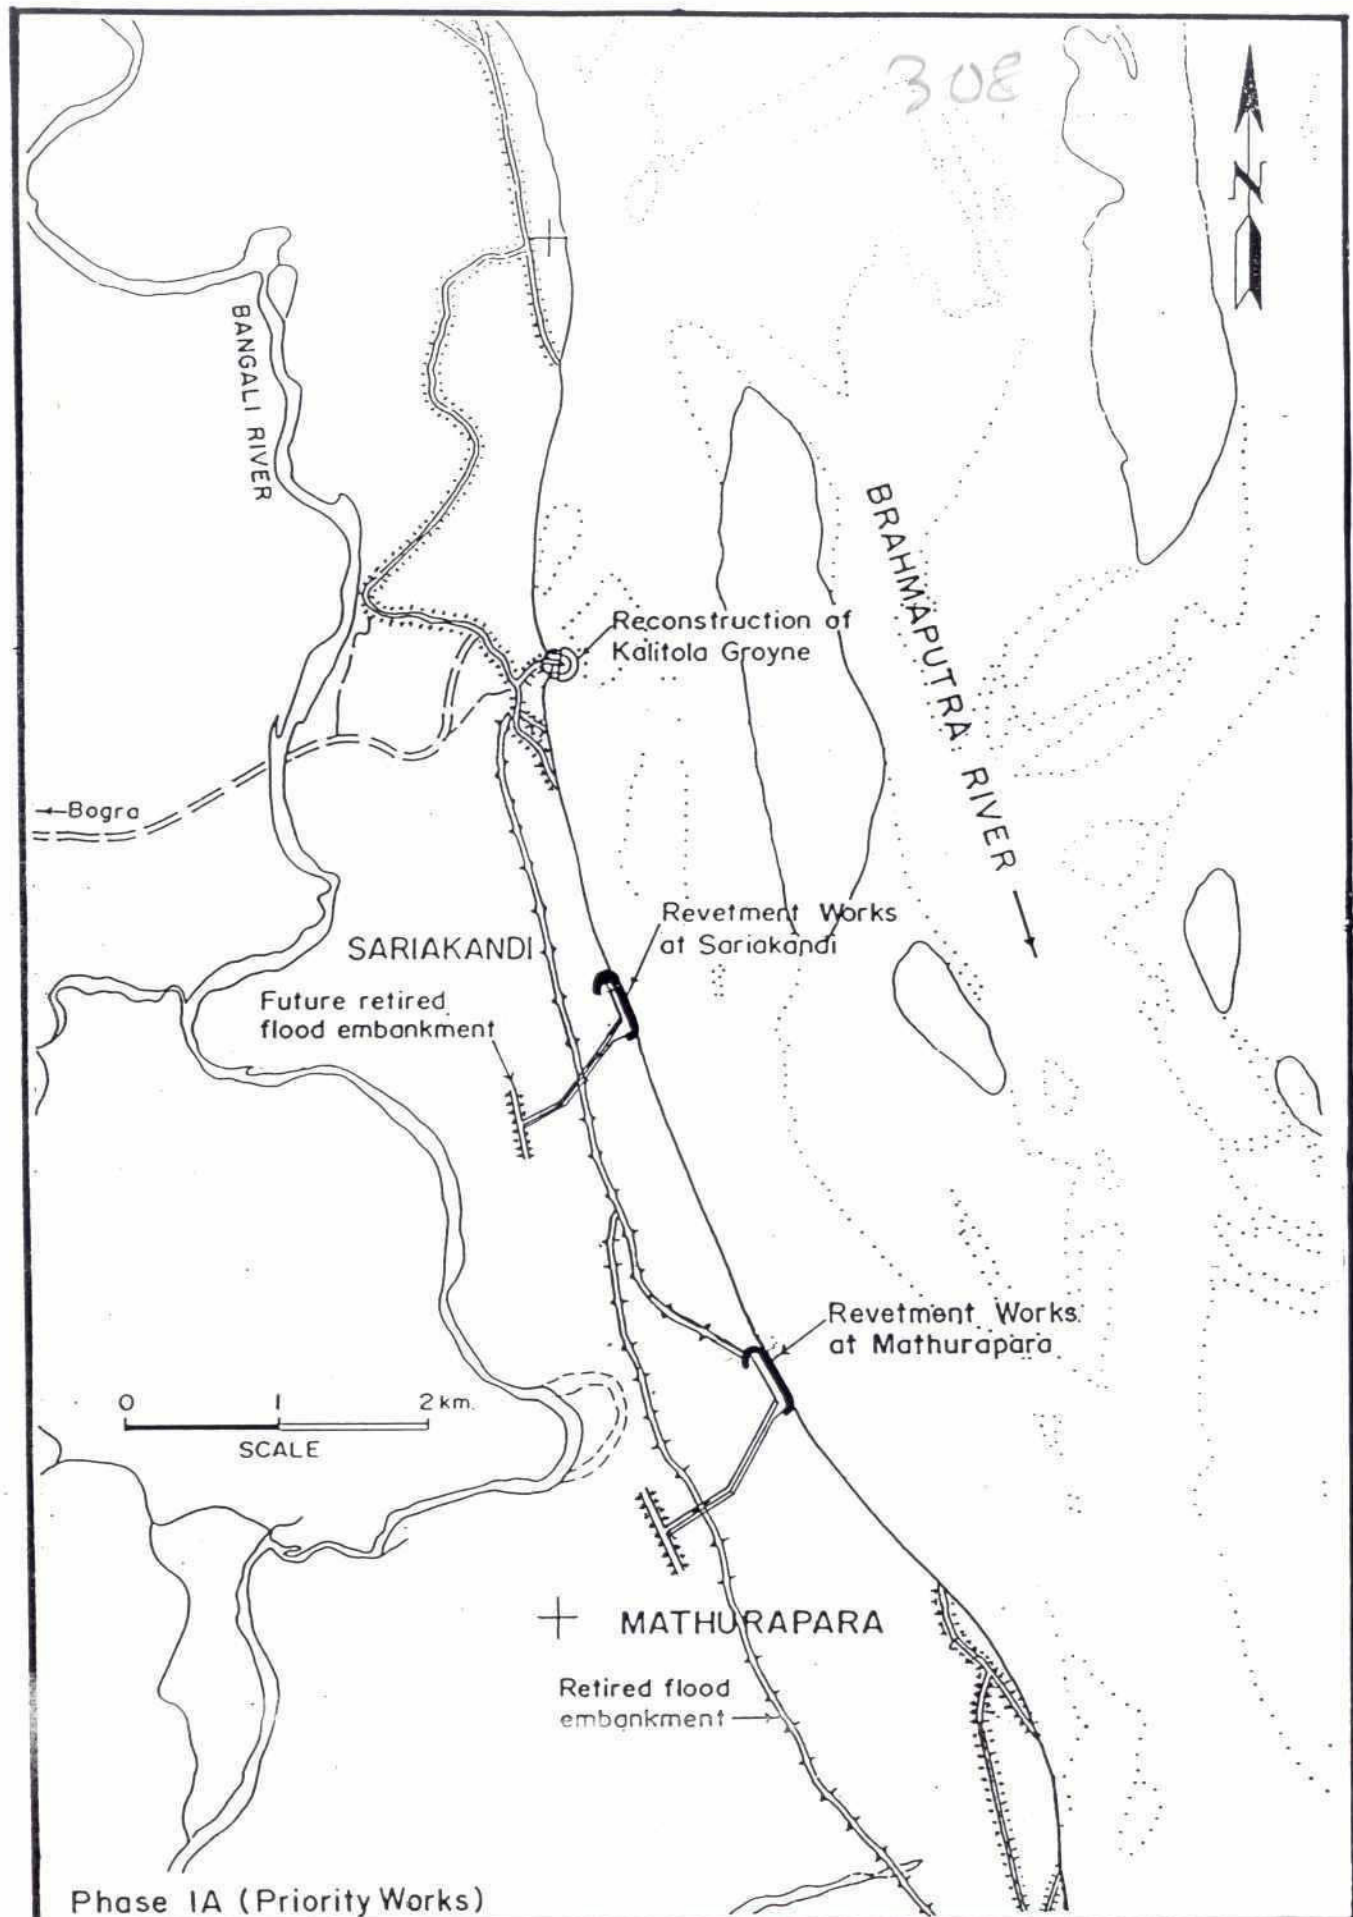 308
N
BANGALI RIVER
BRAHMAPUTRA RIVER
Reconstruction of
Kalitola Groyne
←Bogra
Revetment Works
at Sariakandi
SARIAKANDI
Future retired
flood embankment
Revetment Works
at Mathurapara
0 1 2 km.
SCALE
MATHURAPARA
Retired flood
embankment
Phase 1A (Priority Works)